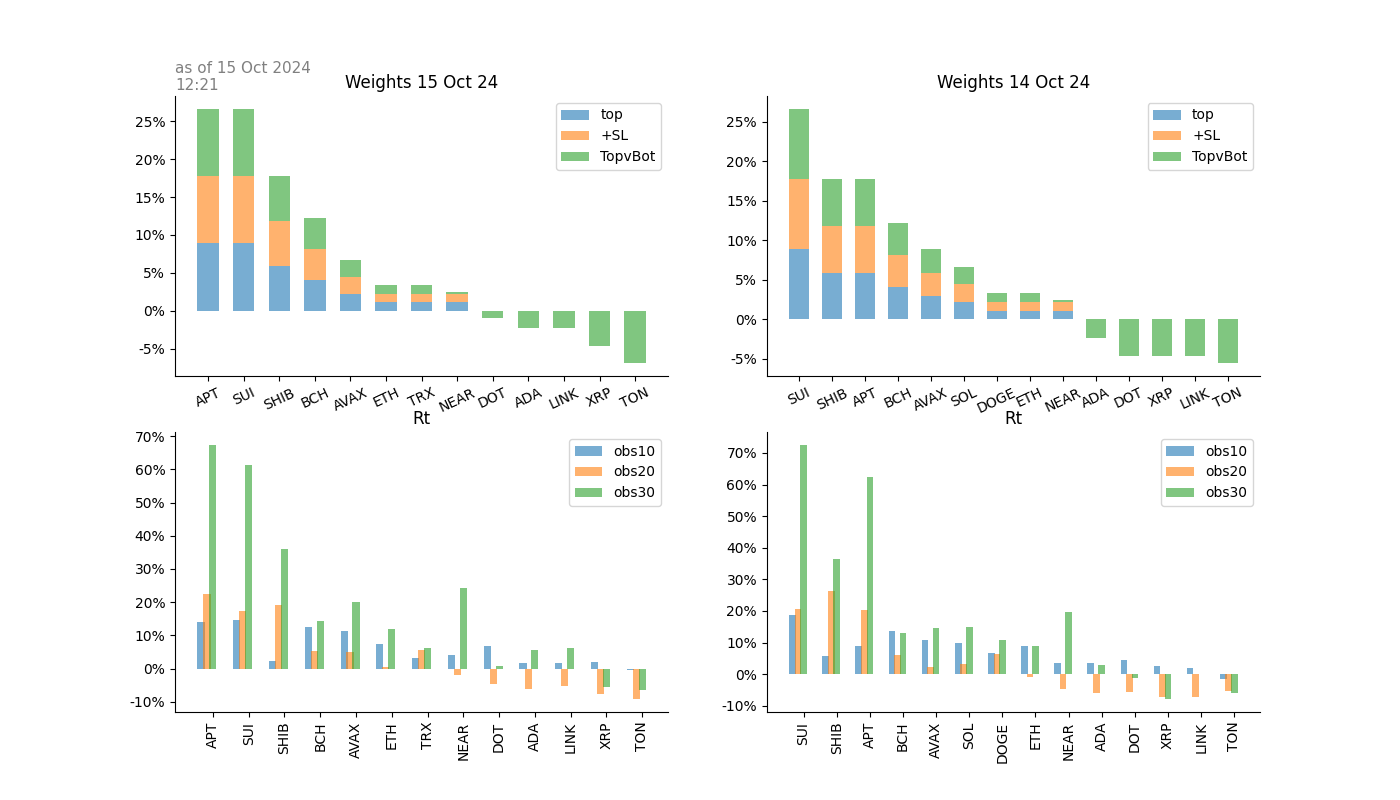 as of 15 Oct 2024
12:21
Weights 15 Oct 24
25%
20%
15%
10%
5%
0%
-5%
top
+SL
TopvBot
APT SUI SHIB BCH AVAX ETH TRX NEAR DOT ADA LINK XRP TON
Weights 14 Oct 24
25%
20%
15%
10%
5%
0%
-5%
top
+SL
TopvBot
SUI SHIB APT BCH AVAX SOL DOGE ETH NEAR ADA DOT XRP LINK TON
Rt
70%
60%
50%
40%
30%
20%
10%
0%
-10%
obs10
obs20
obs30
APT SUI SHIB BCH AVAX ETH TRX NEAR DOT ADA LINK XRP TON
Rt
70%
60%
50%
40%
30%
20%
10%
0%
-10%
obs10
obs20
obs30
SUI SHIB APT BCH AVAX SOL DOGE ETH NEAR ADA DOT XRP LINK TON